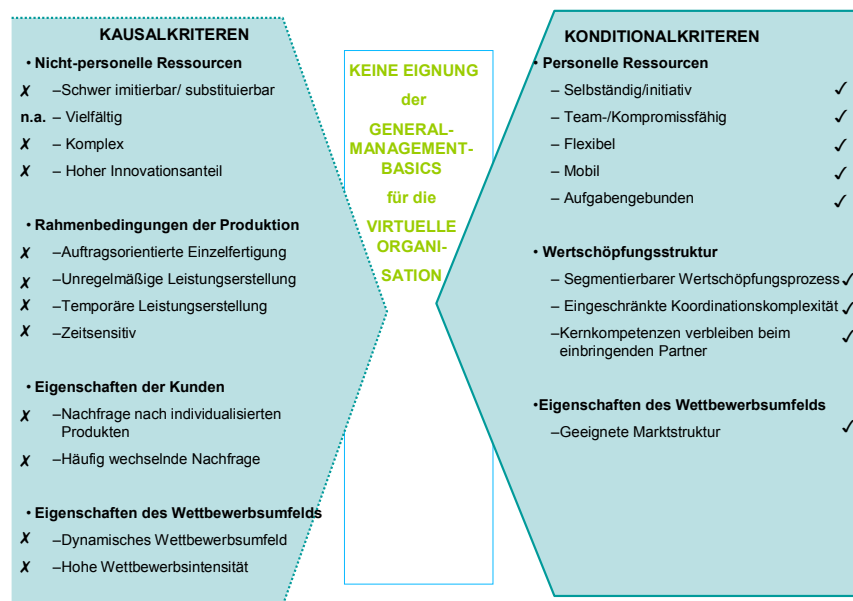 KAUSALKRITEREN
• Nicht-personelle Ressourcen
✗ –Schwer imitierbar/ substituierbar
n.a. – Vielfältig
✗ – Komplex
✗ – Hoher Innovationsanteil
• Rahmenbedingungen der Produktion
✗ –Auftragsorientierte Einzelfertigung
✗ –Unregelmäßige Leistungserstellung
✗ –Temporäre Leistungserstellung
✗ –Zeitsensitiv
• Eigenschaften der Kunden
✗ –Nachfrage nach individualisierten
Produkten
✗ –Häufig wechselnde Nachfrage
• Eigenschaften des Wettbewerbsumfelds
✗ –Dynamisches Wettbewerbsumfeld
✗ –Hohe Wettbewerbsintensität
KEINE EIGNUNG
der
GENERAL-
MANAGEMENT-
BASICS
für die
VIRTUELLE
ORGANI-
SATION
KONDITIONALKRITEREN
• Personelle Ressourcen
– Selbständig/initiativ ✓
– Team-/Kompromissfähig ✓
– Flexibel ✓
– Mobil ✓
– Aufgabengebunden ✓
• Wertschöpfungsstruktur
– Segmentierbarer Wertschöpfungsprozess ✓
– Eingeschränkte Koordinationskomplexität ✓
–Kernkompetenzen verbleiben beim ✓
einbringenden Partner
•Eigenschaften des Wettbewerbsumfelds
–Geeignete Marktstruktur ✓